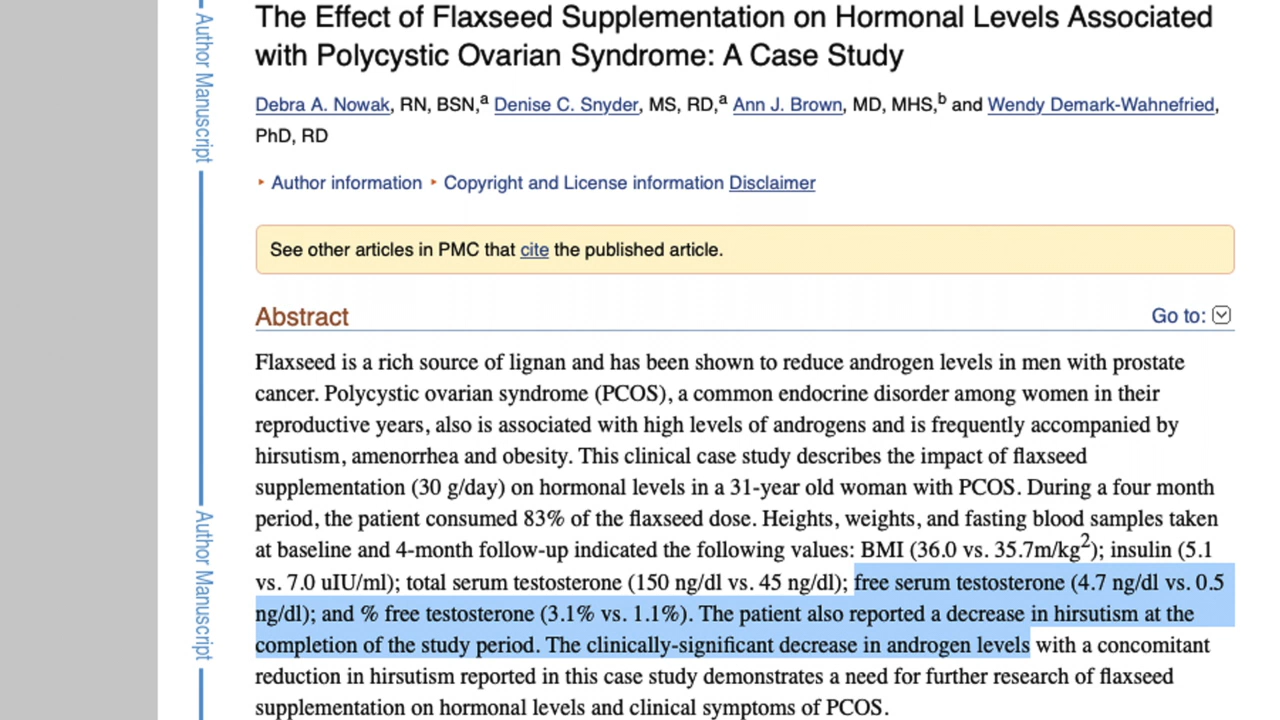 The Effect of Flaxseed Supplementation on Hormonal Levels Associated
with Polycystic Ovarian Syndrome: A Case Study
Debra A. Nowak, RN, BSN,a Denise C. Snyder, MS, RD,a Ann J. Brown, MD, MHS,b and Wendy Demark-Wahnefried,
PhD, RD
‣ Author information ‣ Copyright and License information Disclaimer
See other articles in PMC that cite the published article.
Abstract
Go to:
Flaxseed is a rich source of lignan and has been shown to reduce androgen levels in men with prostate
cancer. Polycystic ovarian syndrome (PCOS), a common endocrine disorder among women in their
reproductive years, also is associated with high levels of androgens and is frequently accompanied by
hirsutism, amenorrhea and obesity. This clinical case study describes the impact of flaxseed
supplementation (30 g/day) on hormonal levels in a 31-year old woman with PCOS. During a four month
period, the patient consumed 83% of the flaxseed dose. Heights, weights, and fasting blood samples taken
at baseline and 4-month follow-up indicated the following values: BMI (36.0 vs. 35.7m/kg2); insulin (5.1
vs. 7.0 uIU/ml); total serum testosterone (150 ng/dl vs. 45 ng/dl); free serum testosterone (4.7 ng/dl vs. 0.5
ng/dl); and % free testosterone (3.1% vs. 1.1%). The patient also reported a decrease in hirsutism at the
completion of the study period. The clinically-significant decrease in androgen levels with a concomitant
reduction in hirsutism reported in this case study demonstrates a need for further research of flaxseed
supplementation on hormonal levels and clinical symptoms of PCOS.
Author Manuscript
Author Manuscript